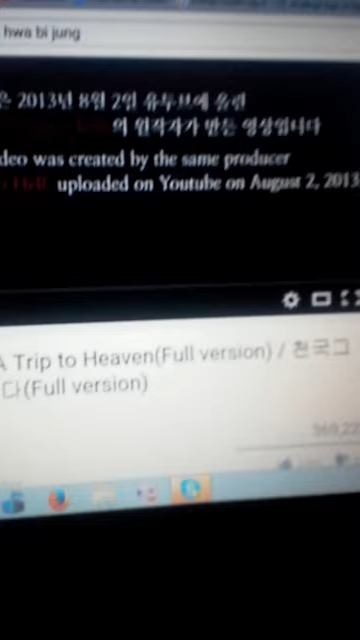 hwa bi jung
은 2013년 8월 2일 유투브에 올린
의 원작자가 만든 영상입니다
deo was created by the same producer
Hell uploaded on Youtube on August 2, 2013
A Trip to Heaven(Full version) / 천국그
다(Full version)